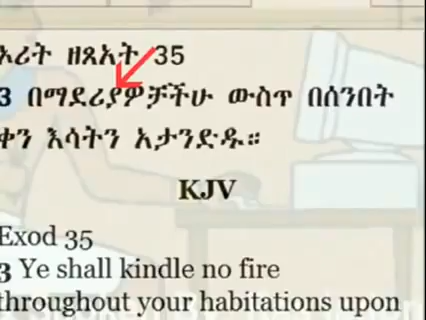 ኦሪት ዘጸአት 35
3 በማደሪያዎቻችሁ ውስጥ በሰንበት
ቀን እሳትን አታንድዱ።
KJV
Exod 35
3 Ye shall kindle no fire
throughout your habitations upon